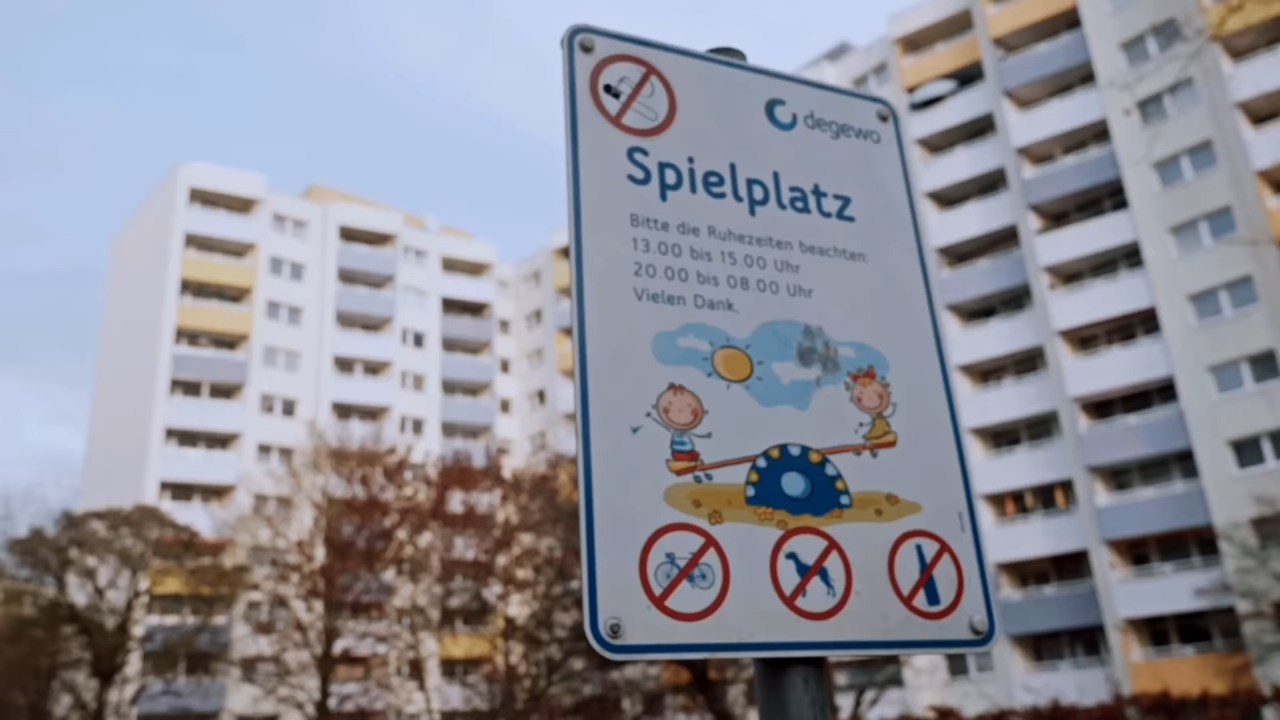 degewo
Spielplatz
Bitte die Ruhezeiten beachten:
13.00 bis 15.00 Uhr
20.00 bis 08.00 Uhr
Vielen Dank.